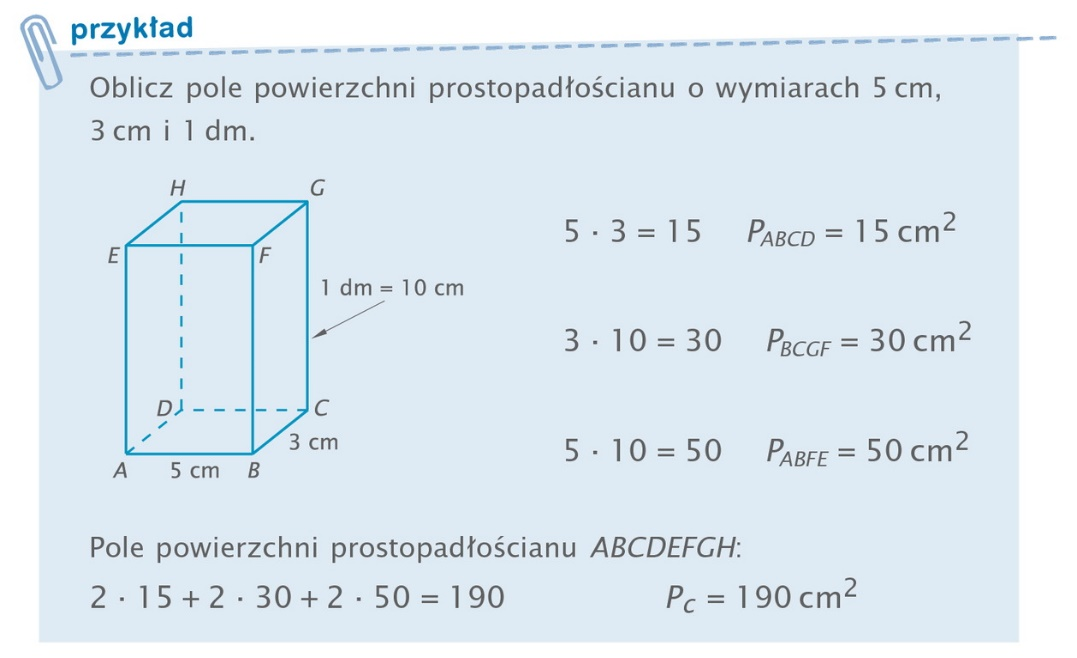 przykład
Oblicz pole powierzchni prostopadłościanu o wymiarach 5 cm,
3 cm i 1 dm.
H G
E F
1 dm = 10 cm
D C
3 cm
A 5 cm B
5 · 3 = 15 P_ABCD = 15 cm²
3 · 10 = 30 P_BCGF = 30 cm²
5 · 10 = 50 P_ABFE = 50 cm²
Pole powierzchni prostopadłościanu ABCDEFGH:
2 · 15 + 2 · 30 + 2 · 50 = 190 P_C = 190 cm²